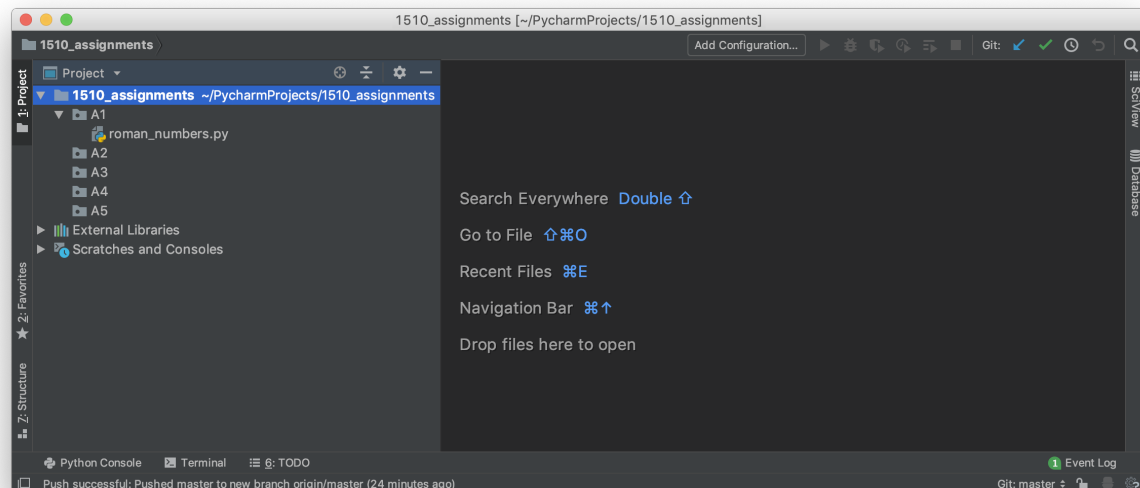 1510_assignments [~/PycharmProjects/1510_assignments]
1510_assignments Add Configuration... Git:
1: Project
Project
1510_assignments ~/PycharmProjects/1510_assignments
A1
roman_numbers.py
A2
A3
A4
A5
External Libraries
Scratches and Consoles
Search Everywhere Double ⇧
Go to File ⇧⌘O
Recent Files ⌘E
Navigation Bar ⌘↑
Drop files here to open
SciView
Database
2: Favorites
7: Structure
Python Console Terminal 6: TODO 1 Event Log
Push successful: Pushed master to new branch origin/master (24 minutes ago) Git: master